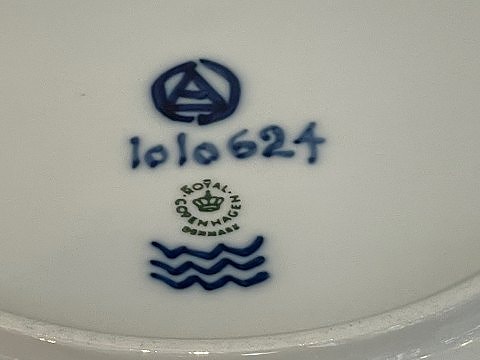 1010624
ROYAL
COPENHAGEN
DENMARK